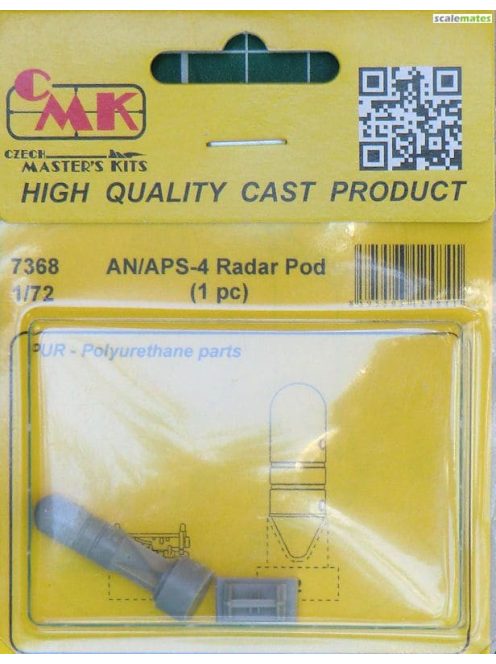 scalemates
CMK
CZECH
MASTER'S KITS
HIGH QUALITY CAST PRODUCT
7368 AN/APS-4 Radar Pod
1/72 (1 pc)
PUR - Polyurethane parts